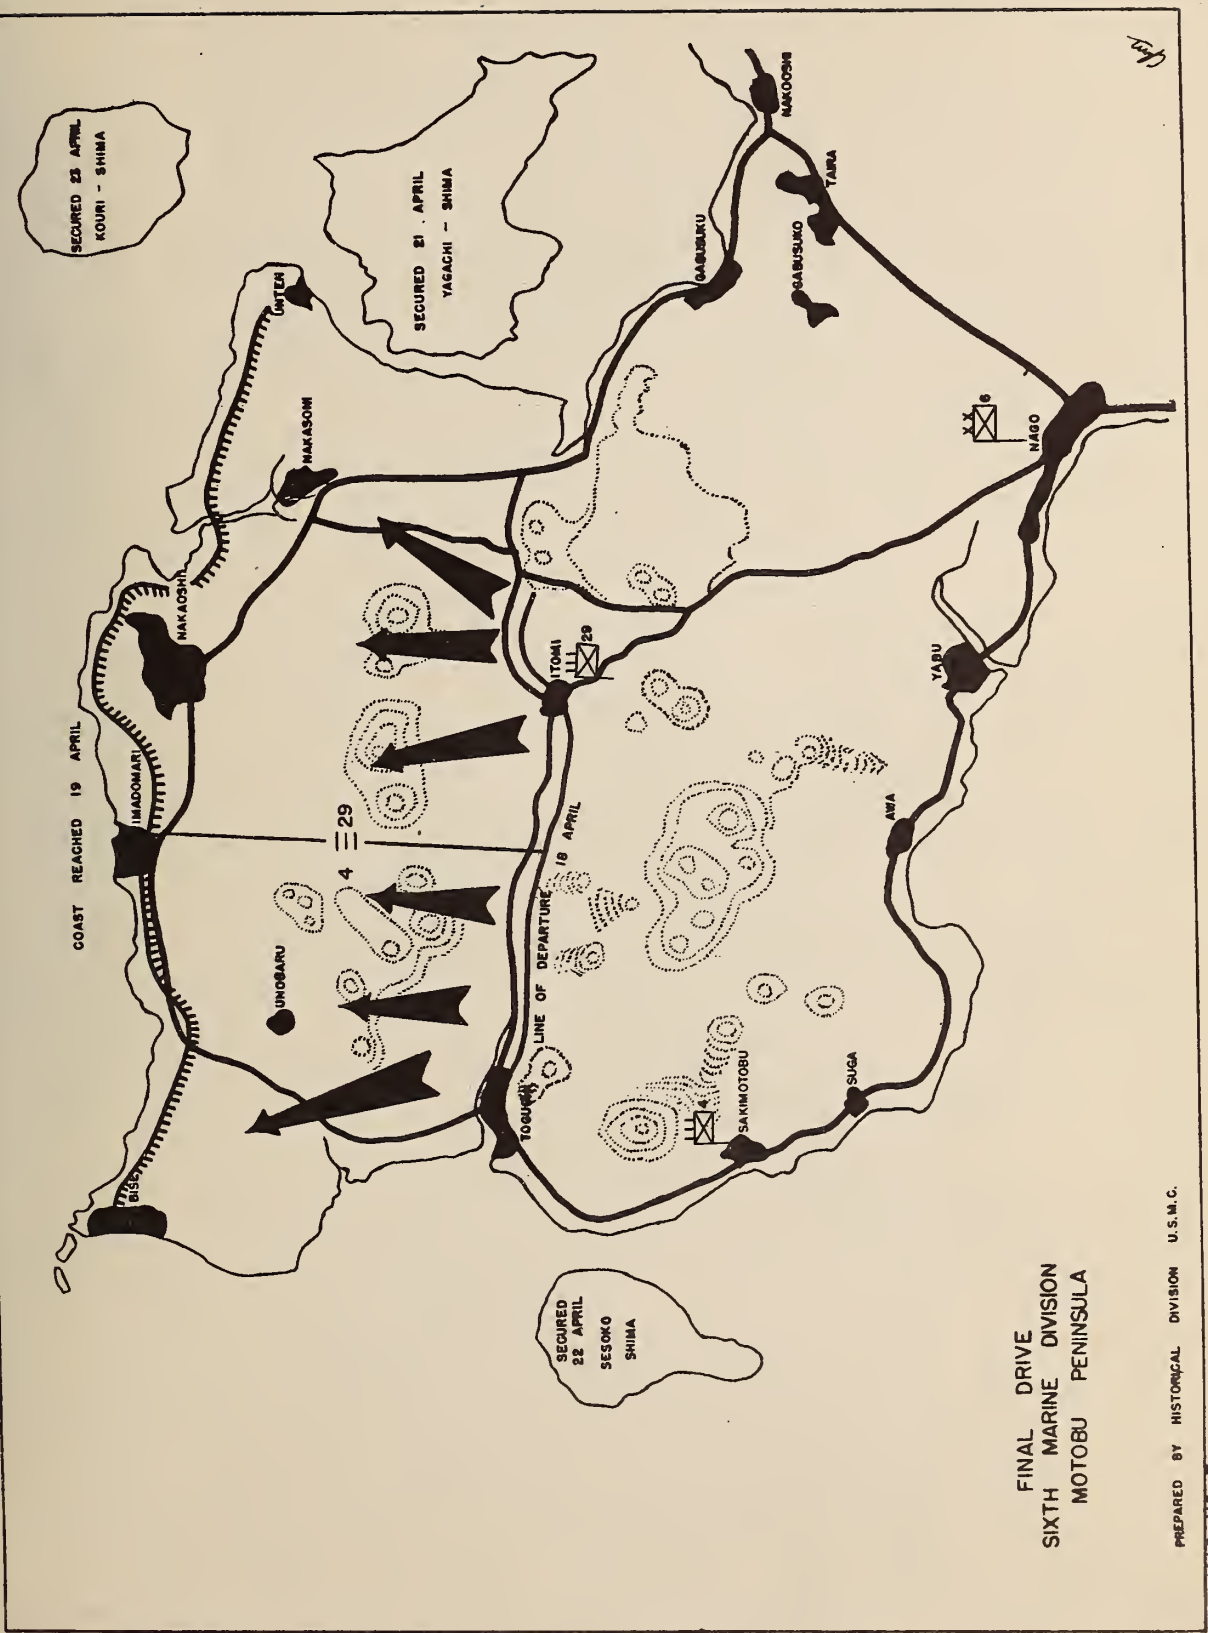 SECURED 23 APRIL
KOURI - SHIMA
SECURED 21 . APRIL
YAGACHI - SHIMA
COAST REACHED 19 APRIL
UNTEN
NAKASONI
NAKAOSHI
IMADOMARI
UNOBARU
BISE
4
29
ITOMI
29
LINE OF DEPARTURE 18 APRIL
TOGUCHI
NAKOOSHI
TAIRA
GABUSUKU
GABUSUKO
6
NAGO
YABU
AWA
SUGA
4
SAKIMOTOBU
SECURED
22 APRIL
SESOKO
SHIMA
FINAL DRIVE
SIXTH MARINE DIVISION
MOTOBU PENINSULA
PREPARED BY HISTORICAL DIVISION U.S.M.C.